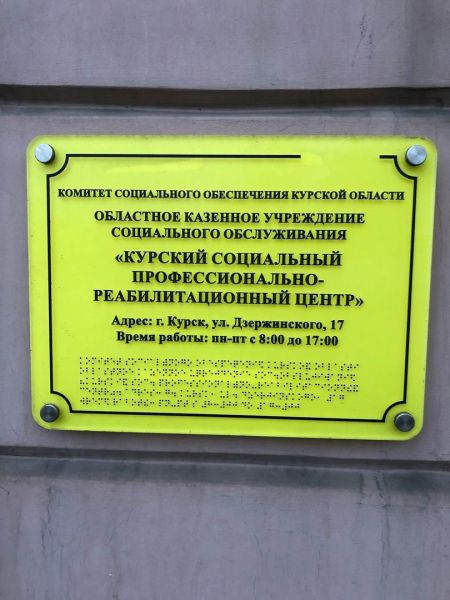 КОМИТЕТ СОЦИАЛЬНОГО ОБЕСПЕЧЕНИЯ КУРСКОЙ ОБЛАСТИ
ОБЛАСТНОЕ КАЗЕННОЕ УЧРЕЖДЕНИЕ
СОЦИАЛЬНОГО ОБСЛУЖИВАНИЯ
«КУРСКИЙ СОЦИАЛЬНЫЙ
ПРОФЕССИОНАЛЬНО-
РЕАБИЛИТАЦИОННЫЙ ЦЕНТР»
Адрес: г. Курск, ул. Дзержинского, 17
Время работы: пн-пт с 8:00 до 17:00